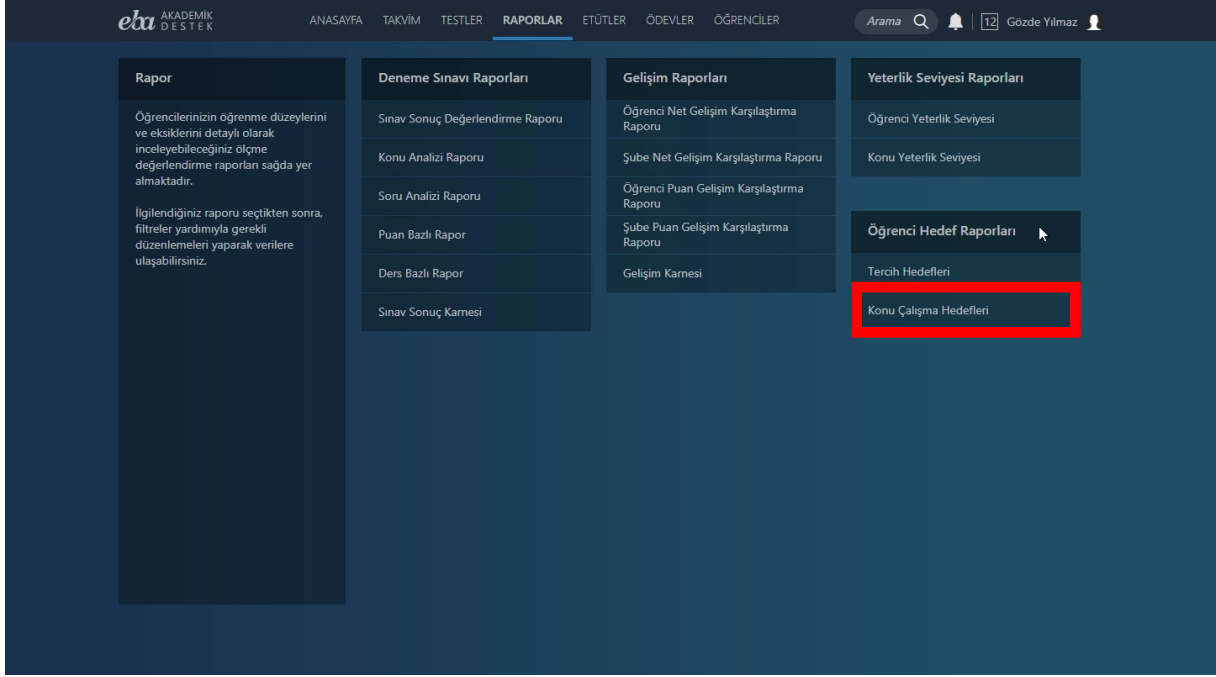 eba AKADEMİK
DESTEK
ANASAYFA TAKVİM TESTLER RAPORLAR ETÜTLER ÖDEVLER ÖĞRENCİLER
Arama
12 Gözde Yılmaz
Rapor
Öğrencilerinizin öğrenme düzeylerini
ve eksiklerini detaylı olarak
inceleyebileceğiniz ölçme
değerlendirme raporları sağda yer
almaktadır.
İlgilendiğiniz raporu seçtikten sonra,
filtreler yardımıyla gerekli
düzenlemeleri yaparak verilere
ulaşabilirsiniz.
Deneme Sınavı Raporları
Sınav Sonuç Değerlendirme Raporu
Konu Analizi Raporu
Soru Analizi Raporu
Puan Bazlı Rapor
Ders Bazlı Rapor
Sınav Sonuç Karnesi
Gelişim Raporları
Öğrenci Net Gelişim Karşılaştırma
Raporu
Şube Net Gelişim Karşılaştırma Raporu
Öğrenci Puan Gelişim Karşılaştırma
Raporu
Şube Puan Gelişim Karşılaştırma
Raporu
Gelişim Karnesi
Yeterlik Seviyesi Raporları
Öğrenci Yeterlik Seviyesi
Konu Yeterlik Seviyesi
Öğrenci Hedef Raporları
Tercih Hedefleri
Konu Çalışma Hedefleri